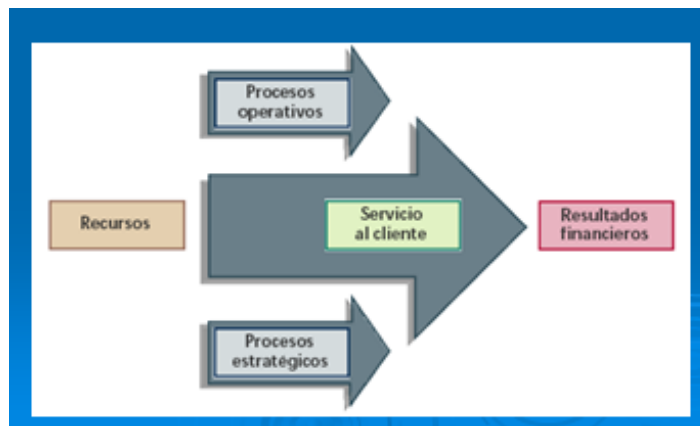 Procesos
operativos
Recursos
Servicio
al cliente
Resultados
financieros
Procesos
estratégicos